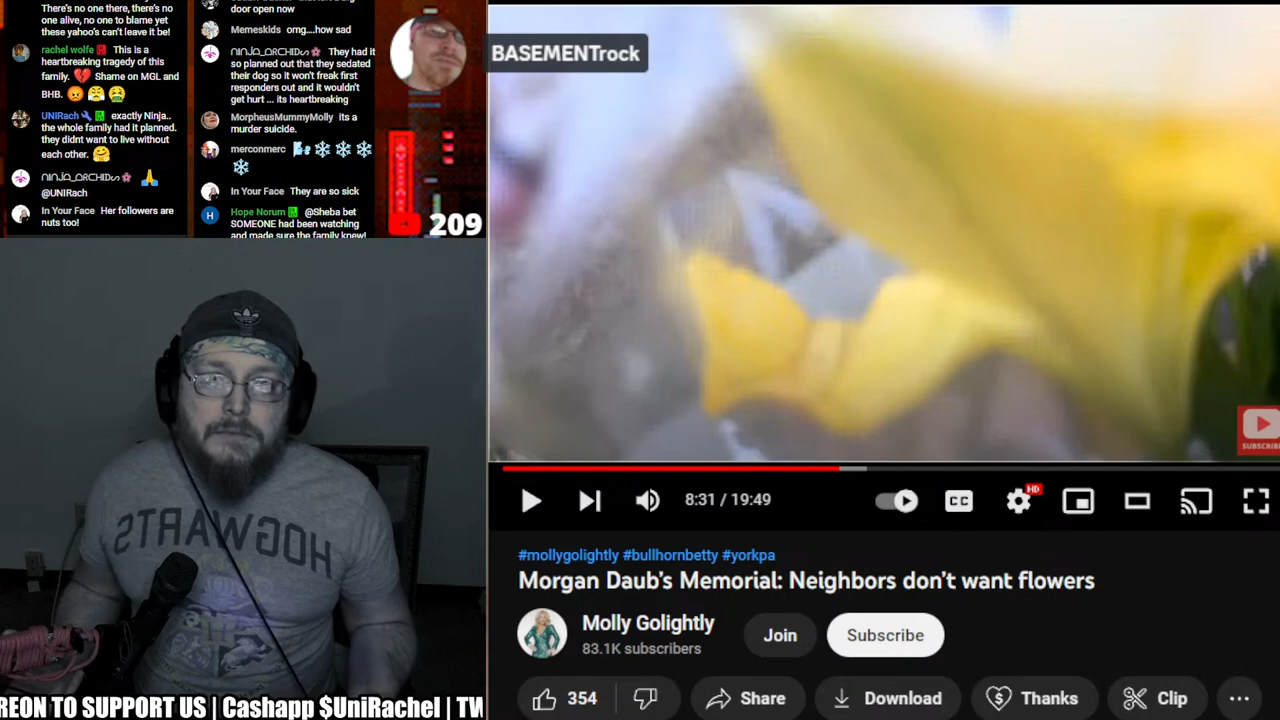 There's no one there, there's no
one alive, no one to blame yet
these yahoo's can't leave it be!
rachel wolfe This is a
heartbreaking tragedy of this
family. 💔 Shame on MGL and
BHB. 😡 😤 🤮
UNIRach 🔧 exactly Ninja..
the whole family had it planned.
they didnt want to live without
each other. 🤗
🙏
@UNIRach
In Your Face Her followers are
nuts too!
door open now
Memeskids omg....how sad
They had it
so planned out that they sedated
their dog so it won't freak first
responders out and it wouldn't
get hurt ... its heartbreaking
MorpheusMummyMolly its a
murder suicide.
merconmerc 🌬 ❄ ❄ ❄
❄
In Your Face They are so sick
Hope Norum @Sheba bet
SOMEONE had been watching
and made sure the family knew!
209
BASEMENTrock
HOGWARTS
REON TO SUPPORT US | Cashapp $UniRachel | TW
SUBSCRIB
8:31 / 19:49
CC
HD
#mollygolightly #bullhornbetty #yorkpa
Morgan Daub's Memorial: Neighbors don't want flowers
Molly Golightly
83.1K subscribers
Join
Subscribe
354
Share
Download
Thanks
Clip